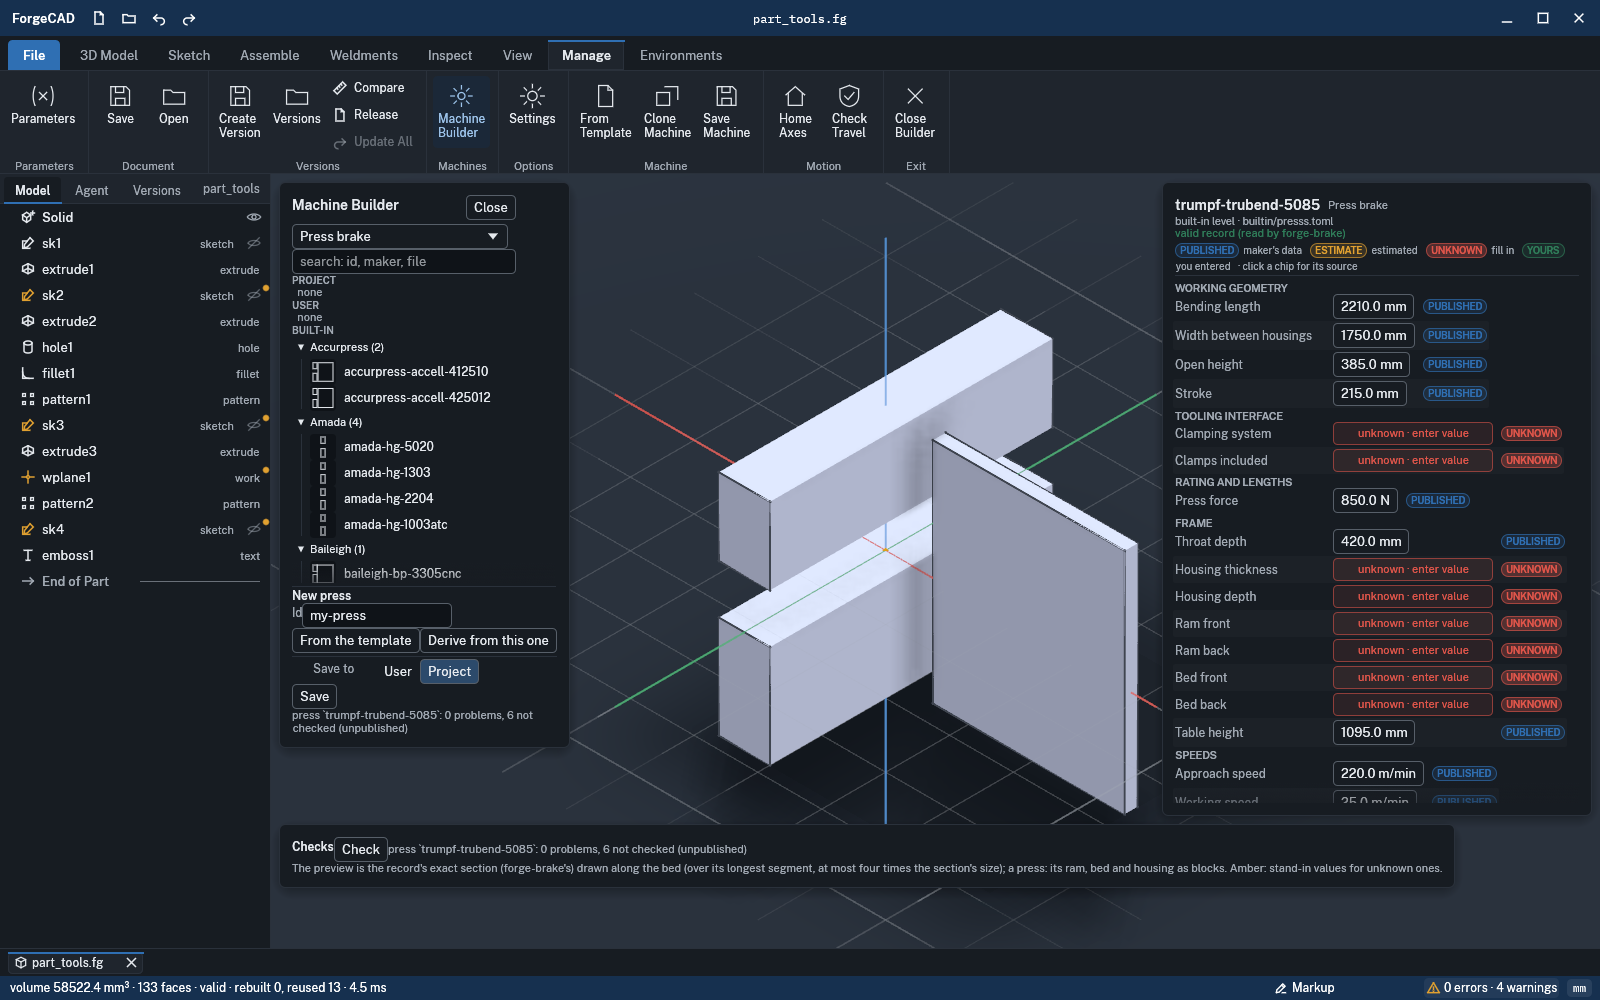 ForgeCAD
part_tools.fg
File 3D Model Sketch Assemble Weldments Inspect View Manage Environments
Parameters Save Open Create Version Versions Compare Release Update All Machine Builder Settings From Template Clone Machine Save Machine Home Axes Check Travel Close Builder
Parameters Document Versions Machines Options Machine Motion Exit
Model Agent Versions part_tools
Solid
sk1 sketch
extrude1 extrude
sk2 sketch
extrude2 extrude
hole1 hole
fillet1 fillet
pattern1 pattern
sk3 sketch
extrude3 extrude
wplane1 work
pattern2 pattern
sk4 sketch
emboss1 text
End of Part
Machine Builder Close
Press brake
search: id, maker, file
PROJECT
none
USER
none
BUILT-IN
Accurpress (2)
accurpress-accell-412510
accurpress-accell-425012
Amada (4)
amada-hg-5020
amada-hg-1303
amada-hg-2204
amada-hg-1003atc
Baileigh (1)
baileigh-bp-3305cnc
New press
Id my-press
From the template Derive from this one
Save to User Project
Save
press `trumpf-trubend-5085`: 0 problems, 6 not
checked (unpublished)
trumpf-trubend-5085 Press brake
built-in level · builtin/presss.toml
valid record (read by forge-brake)
PUBLISHED maker's data ESTIMATE estimated UNKNOWN fill in YOURS
you entered · click a chip for its source
WORKING GEOMETRY
Bending length 2210.0 mm PUBLISHED
Width between housings 1750.0 mm PUBLISHED
Open height 385.0 mm PUBLISHED
Stroke 215.0 mm PUBLISHED
TOOLING INTERFACE
Clamping system unknown · enter value UNKNOWN
Clamps included unknown · enter value UNKNOWN
RATING AND LENGTHS
Press force 850.0 N PUBLISHED
FRAME
Throat depth 420.0 mm PUBLISHED
Housing thickness unknown · enter value UNKNOWN
Housing depth unknown · enter value UNKNOWN
Ram front unknown · enter value UNKNOWN
Ram back unknown · enter value UNKNOWN
Bed front unknown · enter value UNKNOWN
Bed back unknown · enter value UNKNOWN
Table height 1095.0 mm PUBLISHED
SPEEDS
Approach speed 220.0 m/min PUBLISHED
Working speed 25.0 m/min PUBLISHED
Checks Check press `trumpf-trubend-5085`: 0 problems, 6 not checked (unpublished)
The preview is the record's exact section (forge-brake's) drawn along the bed (over its longest segment, at most four times the section's size); a press: its ram, bed and housing as blocks. Amber: stand-in values for unknown ones.
part_tools.fg
volume 58522.4 mm³ · 133 faces · valid · rebuilt 0, reused 13 · 4.5 ms Markup 0 errors · 4 warnings mm